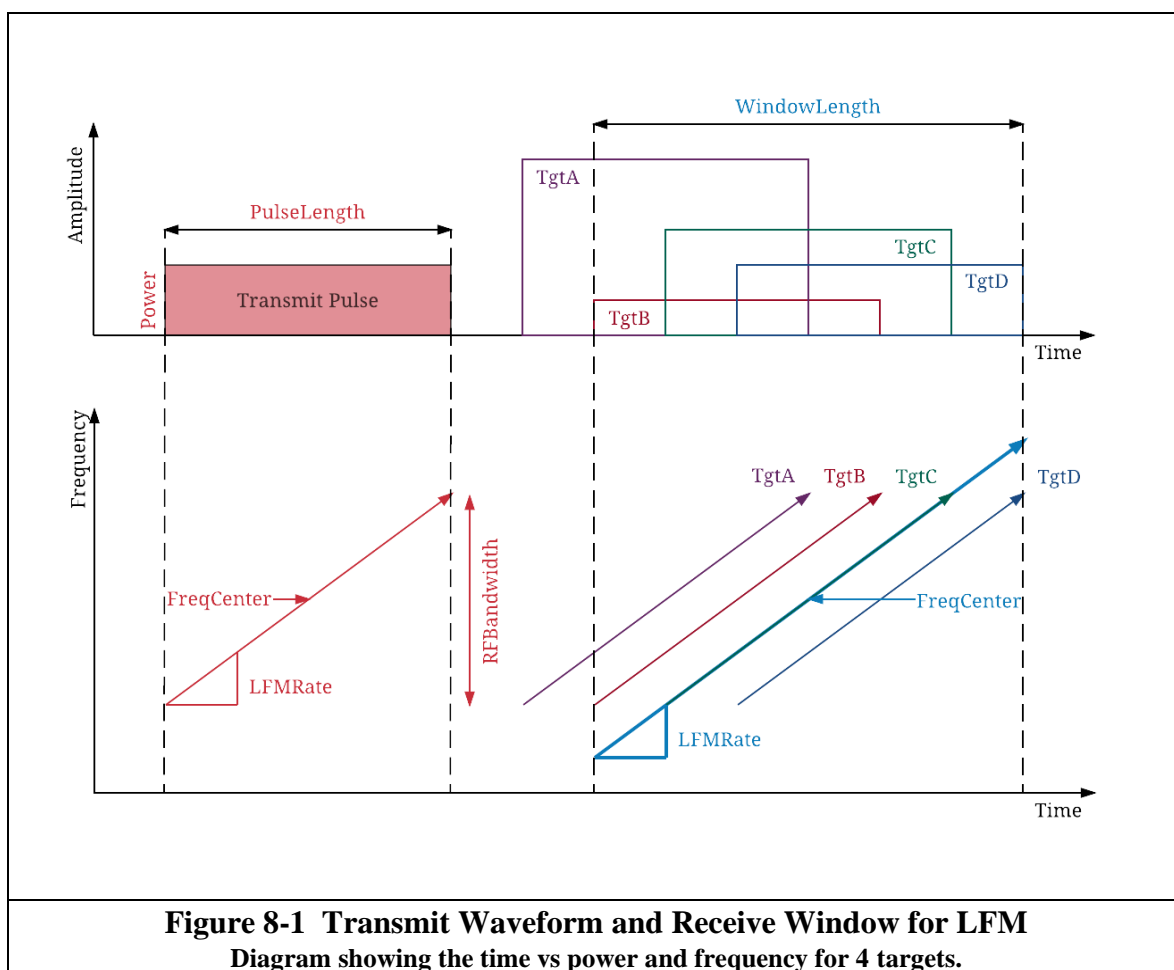 WindowLength
Amplitude
TgtA
PulseLength
TgtC
Power
Transmit Pulse
TgtD
TgtB
Time
Frequency
TgtA
TgtB
TgtC
TgtD
FreqCenter
RFBandwidth
FreqCenter
LFMRate
LFMRate
Time
Figure 8-1 Transmit Waveform and Receive Window for LFM
Diagram showing the time vs power and frequency for 4 targets.